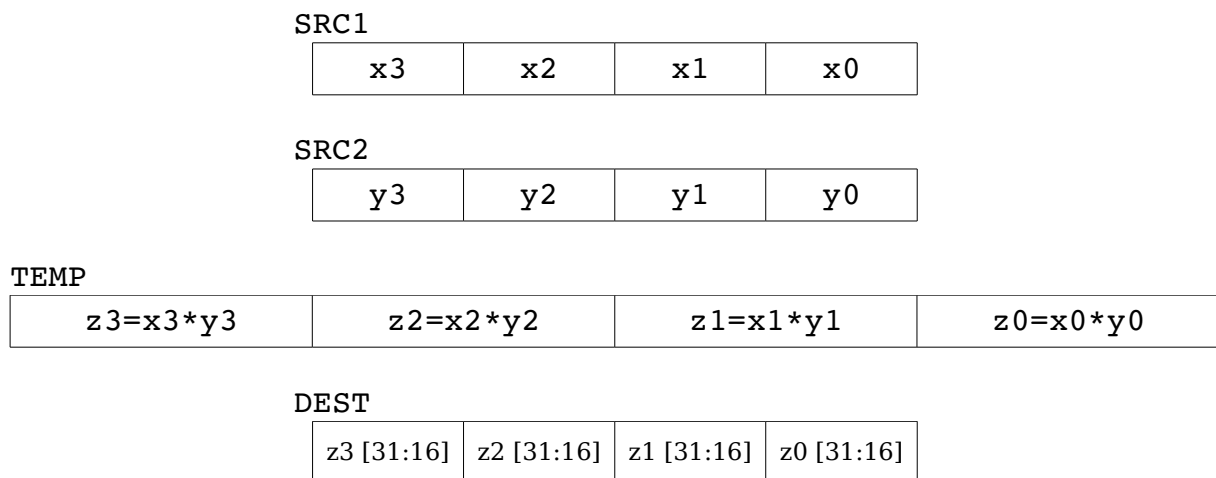 SRC1
x3 x2 x1 x0
SRC2
y3 y2 y1 y0
TEMP
z3=x3*y3 z2=x2*y2 z1=x1*y1 z0=x0*y0
DEST
z3 [31:16] z2 [31:16] z1 [31:16] z0 [31:16]